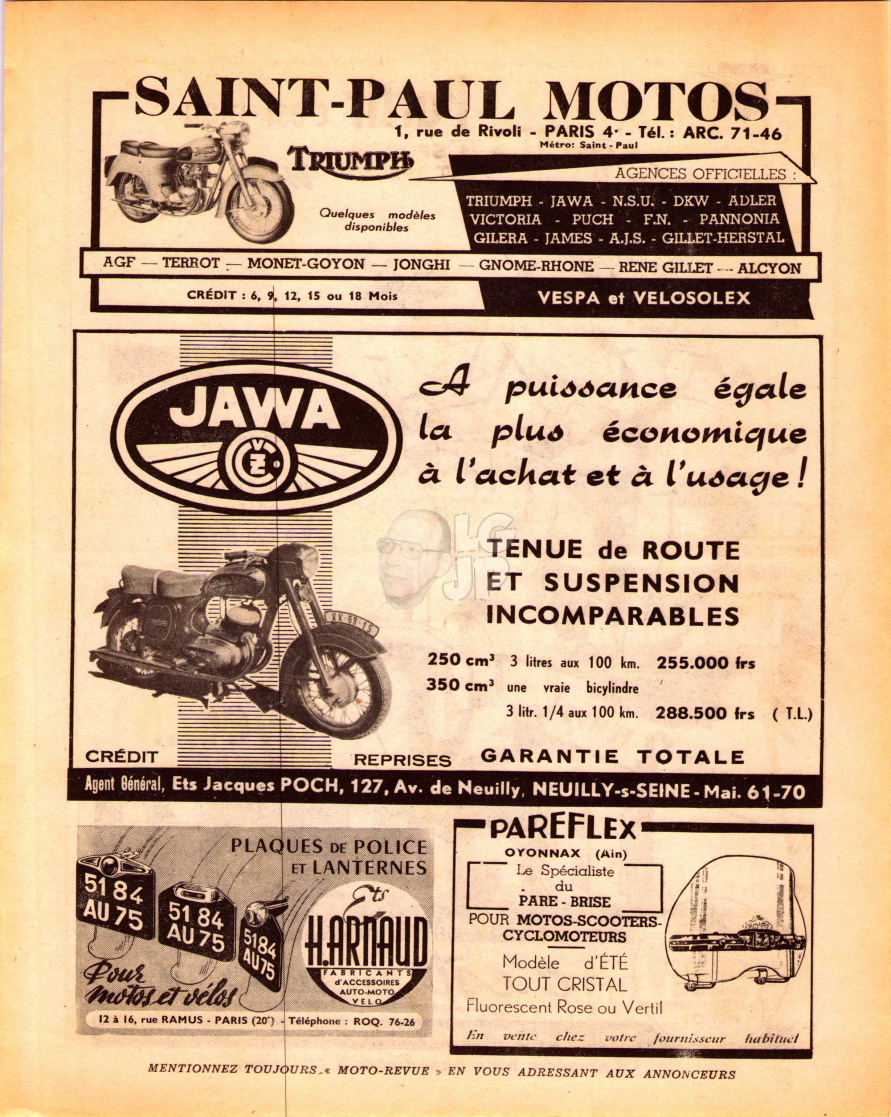 SAINT-PAUL MOTOS
1, rue de Rivoli - PARIS 4e - Tél. : ARC. 71-46
Métro: Saint-Paul
TRIUMPH
AGENCES OFFICIELLES :
Quelques modèles
disponibles
TRIUMPH - JAWA - N.S.U. - DKW - ADLER
VICTORIA - PUCH - F.N. - PANNONIA
GILERA - JAMES - A.J.S. - GILLET-HERSTAL
AGF — TERROT — MONET-GOYON — JONGHI — GNOME-RHONE — RENE GILLET — ALCYON
CRÉDIT : 6, 9, 12, 15 ou 18 Mois
VESPA et VELOSOLEX
JAWA
CZ
A puissance égale
la plus économique
à l'achat et à l'usage !
LG
JP
TENUE de ROUTE
ET SUSPENSION
INCOMPARABLES
250 cm³ 3 litres aux 100 km. 255.000 frs
350 cm³ une vraie bicylindre
3 litr. 1/4 aux 100 km. 288.500 frs ( T.L.)
CRÉDIT REPRISES GARANTIE TOTALE
Agent Général, Ets Jacques POCH, 127, Av. de Neuilly, NEUILLY-s-SEINE - Mai. 61-70
PLAQUES DE POLICE
ET LANTERNES
51 84
AU 75
51 84
AU 75
5184
AU 75
Pour
motos et vélos
Ets
H.ARNAUD
FABRICANTS
d'ACCESSOIRES
AUTO-MOTO
VELO
12 à 16, rue RAMUS - PARIS (20e) - Téléphone : ROQ. 76-26
PAREFLEX
OYONNAX (Ain)
Le Spécialiste
du
PARE - BRISE
POUR MOTOS-SCOOTERS-
CYCLOMOTEURS
Modèle d'ÉTÉ
TOUT CRISTAL
Fluorescent Rose ou Vertil
En vente chez votre fournisseur habituel
MENTIONNEZ TOUJOURS « MOTO-REVUE » EN VOUS ADRESSANT AUX ANNONCEURS